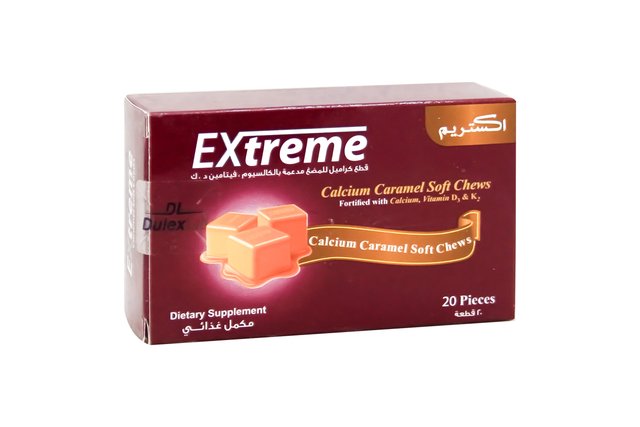 اكستريم
EXtreme
قطع كراميل للمضغ مدعمة بالكالسيوم ، فيتامين د ، ك
Calcium Caramel Soft Chews
Fortified with Calcium, Vitamin D₃ & K₂
DL
Dulex
Calcium Caramel Soft Chews
Dietary Supplement
مكمل غذائي
20 Pieces
٢٠ قطعة